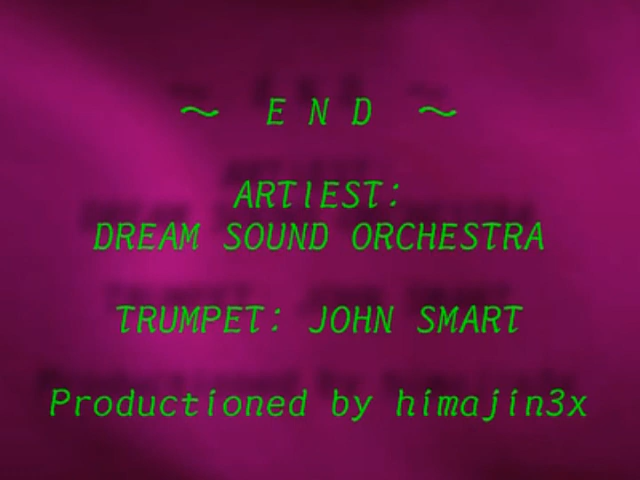 ～ E N D ～
ARTIEST:
DREAM SOUND ORCHESTRA
TRUMPET: JOHN SMART
Productioned by himajin3x